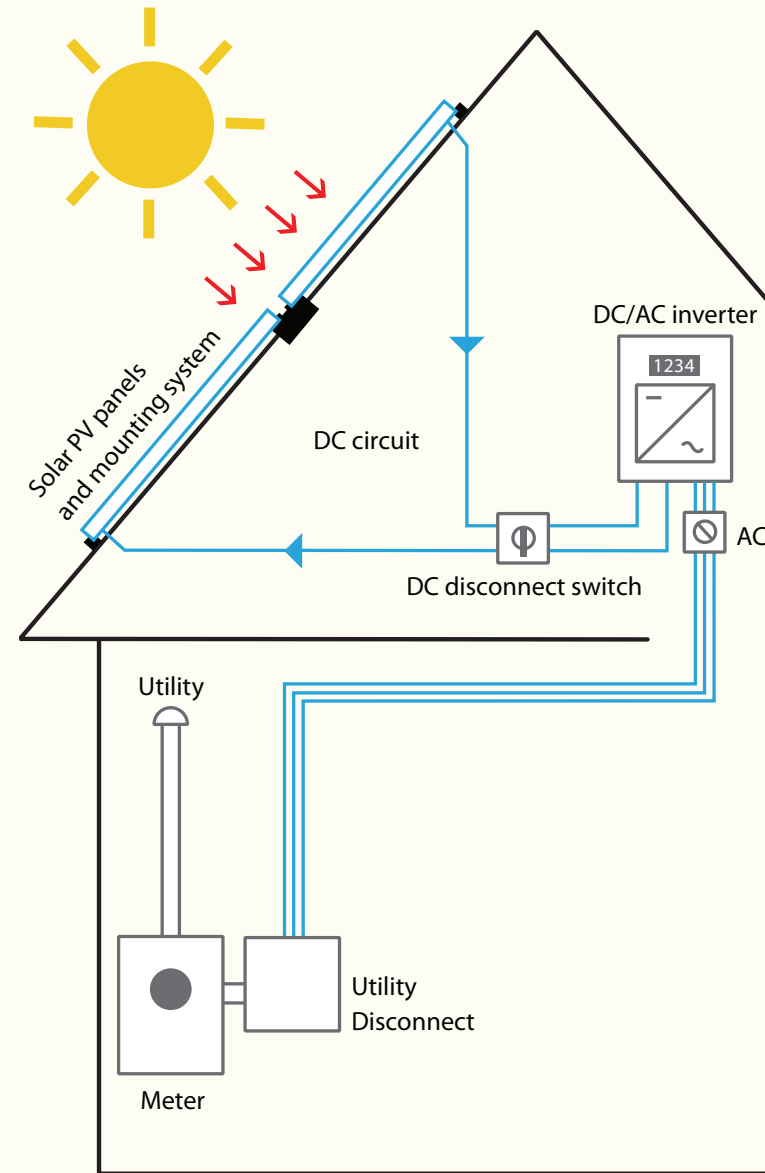 Solar PV panels
and mounting system
DC/AC inverter
1234
DC circuit
AC
DC disconnect switch
Utility
Utility
Disconnect
Meter